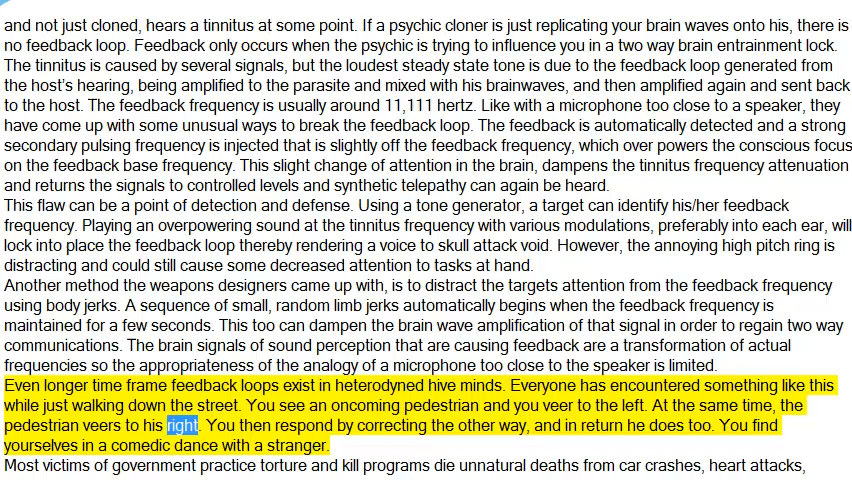 and not just cloned, hears a tinnitus at some point. If a psychic cloner is just replicating your brain waves onto his, there is
no feedback loop. Feedback only occurs when the psychic is trying to influence you in a two way brain entrainment lock.
The tinnitus is caused by several signals, but the loudest steady state tone is due to the feedback loop generated from
the host's hearing, being amplified to the parasite and mixed with his brainwaves, and then amplified again and sent back
to the host. The feedback frequency is usually around 11,111 hertz. Like with a microphone too close to a speaker, they
have come up with some unusual ways to break the feedback loop. The feedback is automatically detected and a strong
secondary pulsing frequency is injected that is slightly off the feedback frequency, which over powers the conscious focus
on the feedback base frequency. This slight change of attention in the brain, dampens the tinnitus frequency attenuation
and returns the signals to controlled levels and synthetic telepathy can again be heard.
This flaw can be a point of detection and defense. Using a tone generator, a target can identify his/her feedback
frequency. Playing an overpowering sound at the tinnitus frequency with various modulations, preferably into each ear, will
lock into place the feedback loop thereby rendering a voice to skull attack void. However, the annoying high pitch ring is
distracting and could still cause some decreased attention to tasks at hand.
Another method the weapons designers came up with, is to distract the targets attention from the feedback frequency
using body jerks. A sequence of small, random limb jerks automatically begins when the feedback frequency is
maintained for a few seconds. This too can dampen the brain wave amplification of that signal in order to regain two way
communications. The brain signals of sound perception that are causing feedback are a transformation of actual
frequencies so the appropriateness of the analogy of a microphone too close to the speaker is limited.
Even longer time frame feedback loops exist in heterodyned hive minds. Everyone has encountered something like this
while just walking down the street. You see an oncoming pedestrian and you veer to the left. At the same time, the
pedestrian veers to his right. You then respond by correcting the other way, and in return he does too. You find
yourselves in a comedic dance with a stranger.
Most victims of government practice torture and kill programs die unnatural deaths from car crashes, heart attacks,